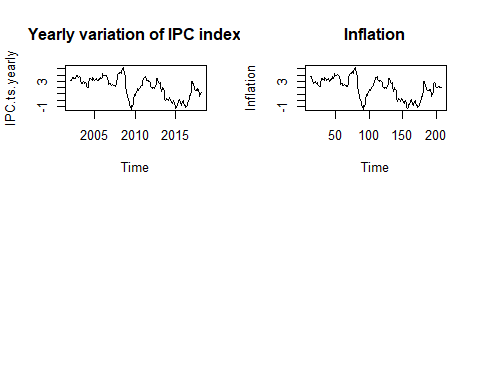 Yearly variation of IPC index
IPC.ts.yearly
3
-1
2005 2010 2015
Time
Inflation
Inflation
3
-1
50 100 150 200
Time